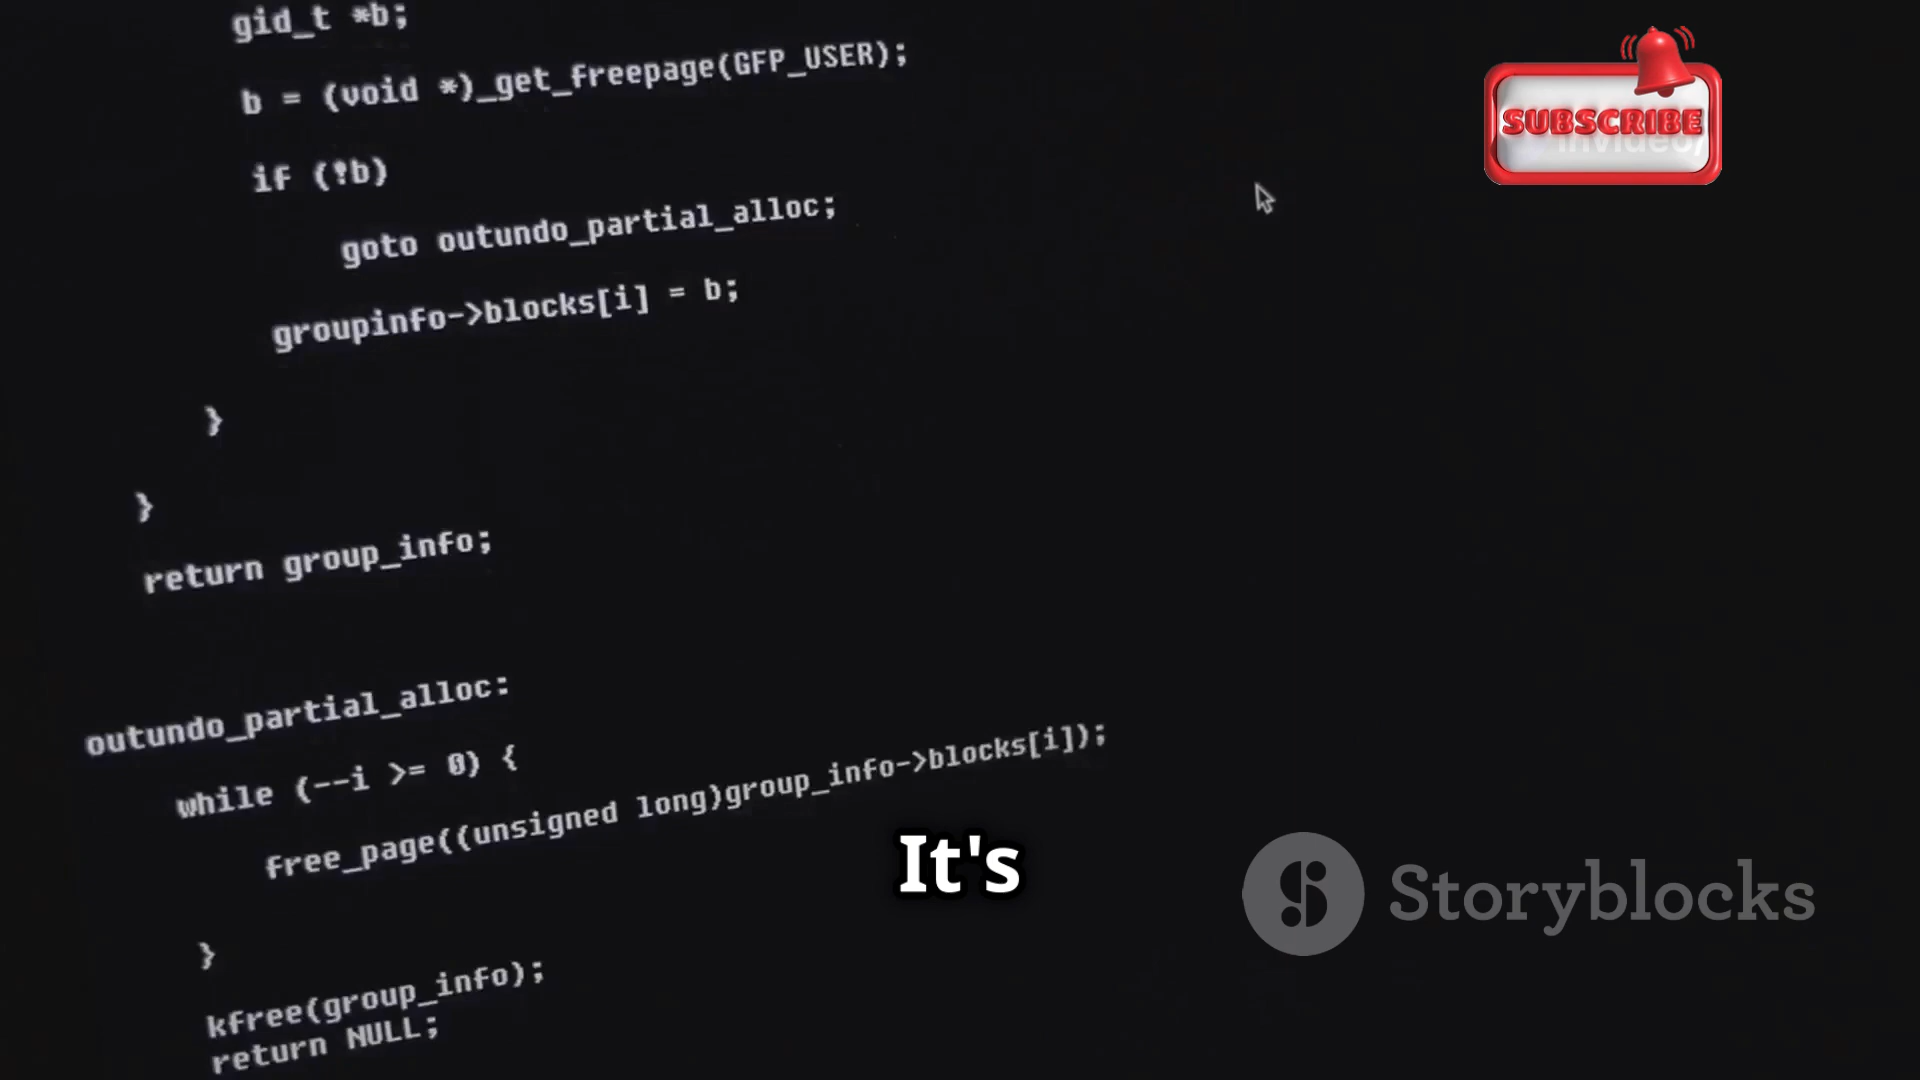 gid_t *b;
b = (void *)_get_freepage(GFP_USER);
if (!b)
goto outundo_partial_alloc;
groupinfo->blocks[i] = b;
}
}
return group_info;
outundo_partial_alloc:
while (--i >= 0) {
free_page((unsigned long)group_info->blocks[i]);
}
kfree(group_info);
return NULL;
SUBSCRIBE
invideo
It's
Storyblocks